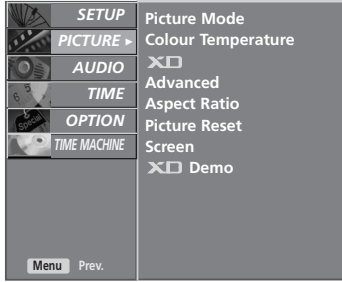 SETUP
PICTURE ►
AUDIO
TIME
OPTION
TIME MACHINE
Menu Prev.
Picture Mode
Colour Temperature
XD
Advanced
Aspect Ratio
Picture Reset
Screen
XD Demo